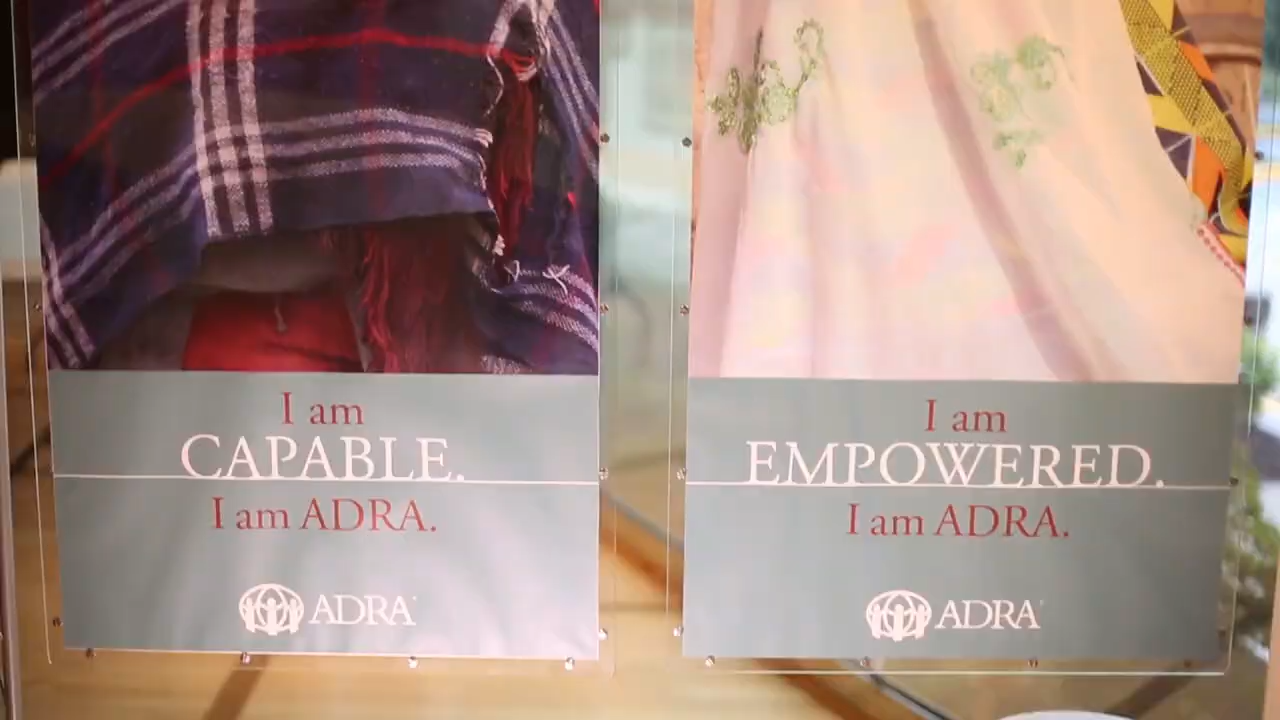 I am
CAPABLE.
I am ADRA.
ADRA
I am
EMPOWERED.
I am ADRA.
ADRA